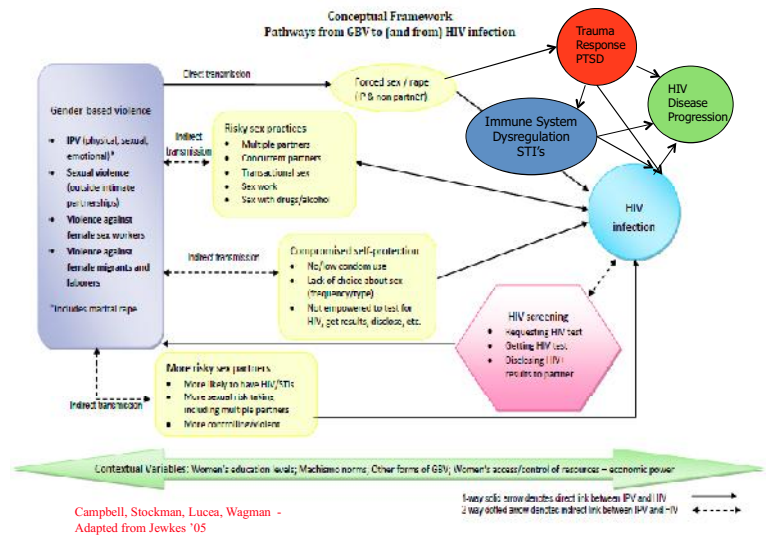 Conceptual Framework
Pathways from GBV to (and from) HIV infection
Direct transmission
Forced sex / rape
(IP & non partner)
Trauma
Response
PTSD
HIV
Disease
Progression
Immune System
Dysregulation
STI's
Gender-based violence
• IPV (physical, sexual,
emotional)*
• Sexual violence
(outside intimate
partnerships)
• Violence against
female sex workers
• Violence against
female migrants and
laborers
*includes marital rape
Indirect
transmission
Risky sex practices
• Multiple partners
• Concurrent partners
• Transactional sex
• Sex work
• Sex with drugs/alcohol
HIV
infection
Indirect transmission
Compromised self-protection
• No/low condom use
• Lack of choice about sex
(frequency/type)
• Not empowered to test for
HIV, get results, disclose, etc.
HIV screening
• Requesting HIV test
• Getting HIV test
• Disclosing HIV+
results to partner
Indirect transmission
More risky sex partners
• More likely to have HIV/STIs
• More sexual risk taking,
including multiple partners
• More controlling/violent
Contextual Variables: Women's education levels; Machismo norms, Other forms of GBV; Women's access/control of resources – economic power
1-way solid arrow denotes direct link between IPV and HIV
2 way dotted arrow denotes indirect link between IPV and HIV
Campbell, Stockman, Lucea, Wagman -
Adapted from Jewkes '05